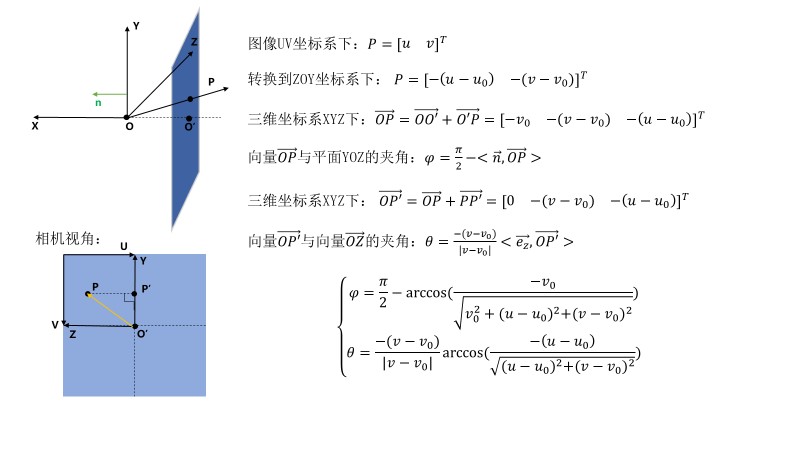 Y
Z
P
n
X
O
O'
相机视角：
U
Y
P
P'
V
Z
O'
图像UV坐标系下：$P=[u \quad v]^T$
转换到ZOY坐标系下： $P=[-(u-u_0) \quad -(v-v_0)]^T$
三维坐标系XYZ下：$\overrightarrow{OP}=\overrightarrow{OO'}+\overrightarrow{O'P}=[-v_0 \quad -(v-v_0) \quad -(u-u_0)]^T$
向量$\overrightarrow{OP}$与平面YOZ的夹角：$\varphi=\frac{\pi}{2}-<\vec{n},\overrightarrow{OP}>$
三维坐标系XYZ下： $\overrightarrow{OP'}=\overrightarrow{OP}+\overrightarrow{PP'}=[0 \quad -(v-v_0) \quad -(u-u_0)]^T$
向量$\overrightarrow{OP'}$与向量$\overrightarrow{OZ}$的夹角：$\theta=\frac{-(v-v_0)}{|v-v_0|}<\overrightarrow{e_z},\overrightarrow{OP'}>$
$\varphi=\frac{\pi}{2}-\arccos(\frac{-v_0}{\sqrt{v_0^2+(u-u_0)^2+(v-v_0)^2}})$
$\theta=\frac{-(v-v_0)}{|v-v_0|}\arccos(\frac{-(u-u_0)}{\sqrt{(u-u_0)^2+(v-v_0)^2}})$